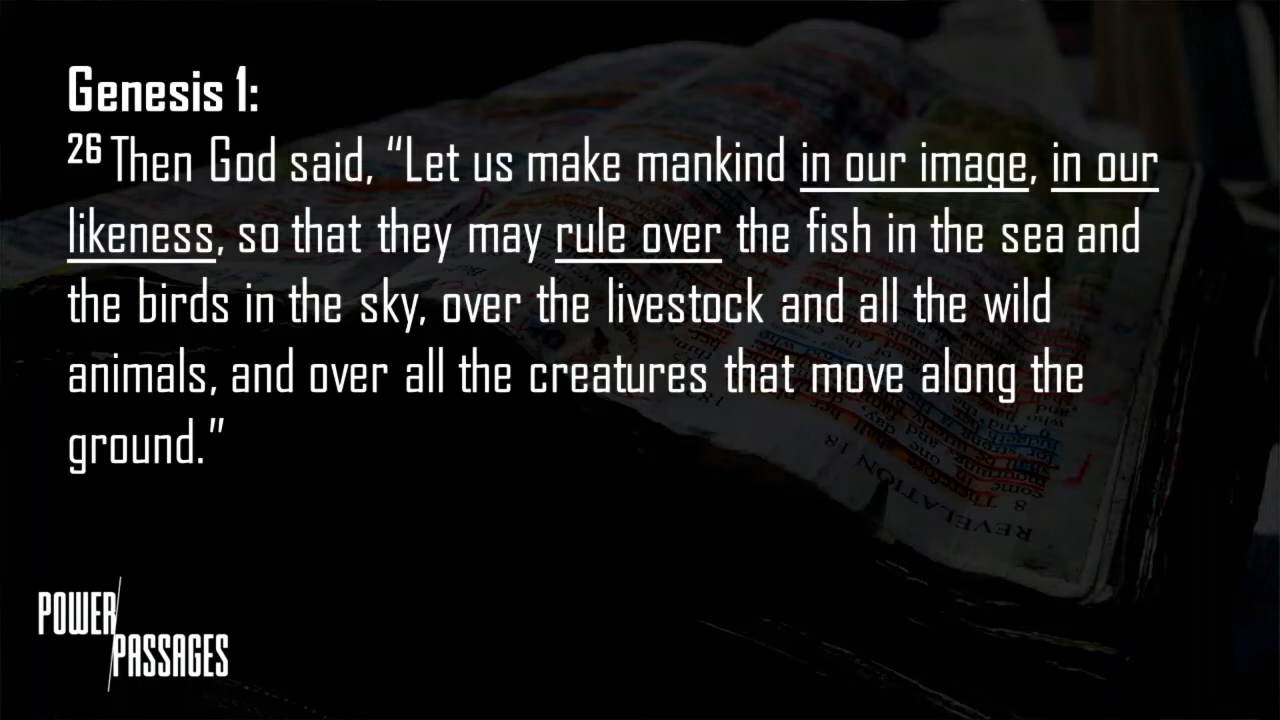 Genesis 1:
26 Then God said, “Let us make mankind in our image, in our
likeness, so that they may rule over the fish in the sea and
the birds in the sky, over the livestock and all the wild
animals, and over all the creatures that move along the
ground.”
POWER
PASSAGES
REVELATION 18